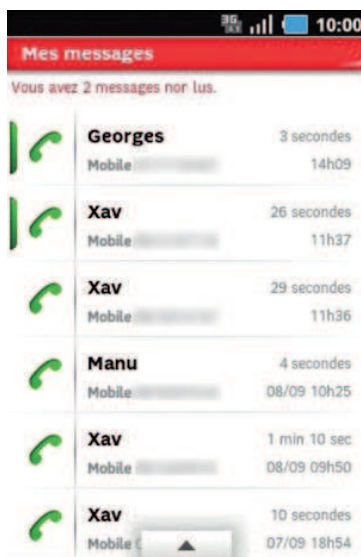 3G 10:00
Mes messages
Vous avez 2 messages nor lus.
Georges 3 secondes
Mobile 14h09
Xav 26 secondes
Mobile 11h37
Xav 29 secondes
Mobile 11h36
Manu 4 secondes
Mobile 08/09 10h25
Xav 1 min 10 sec
Mobile 08/09 09h50
Xav 10 secondes
Mobile 07/09 18h54